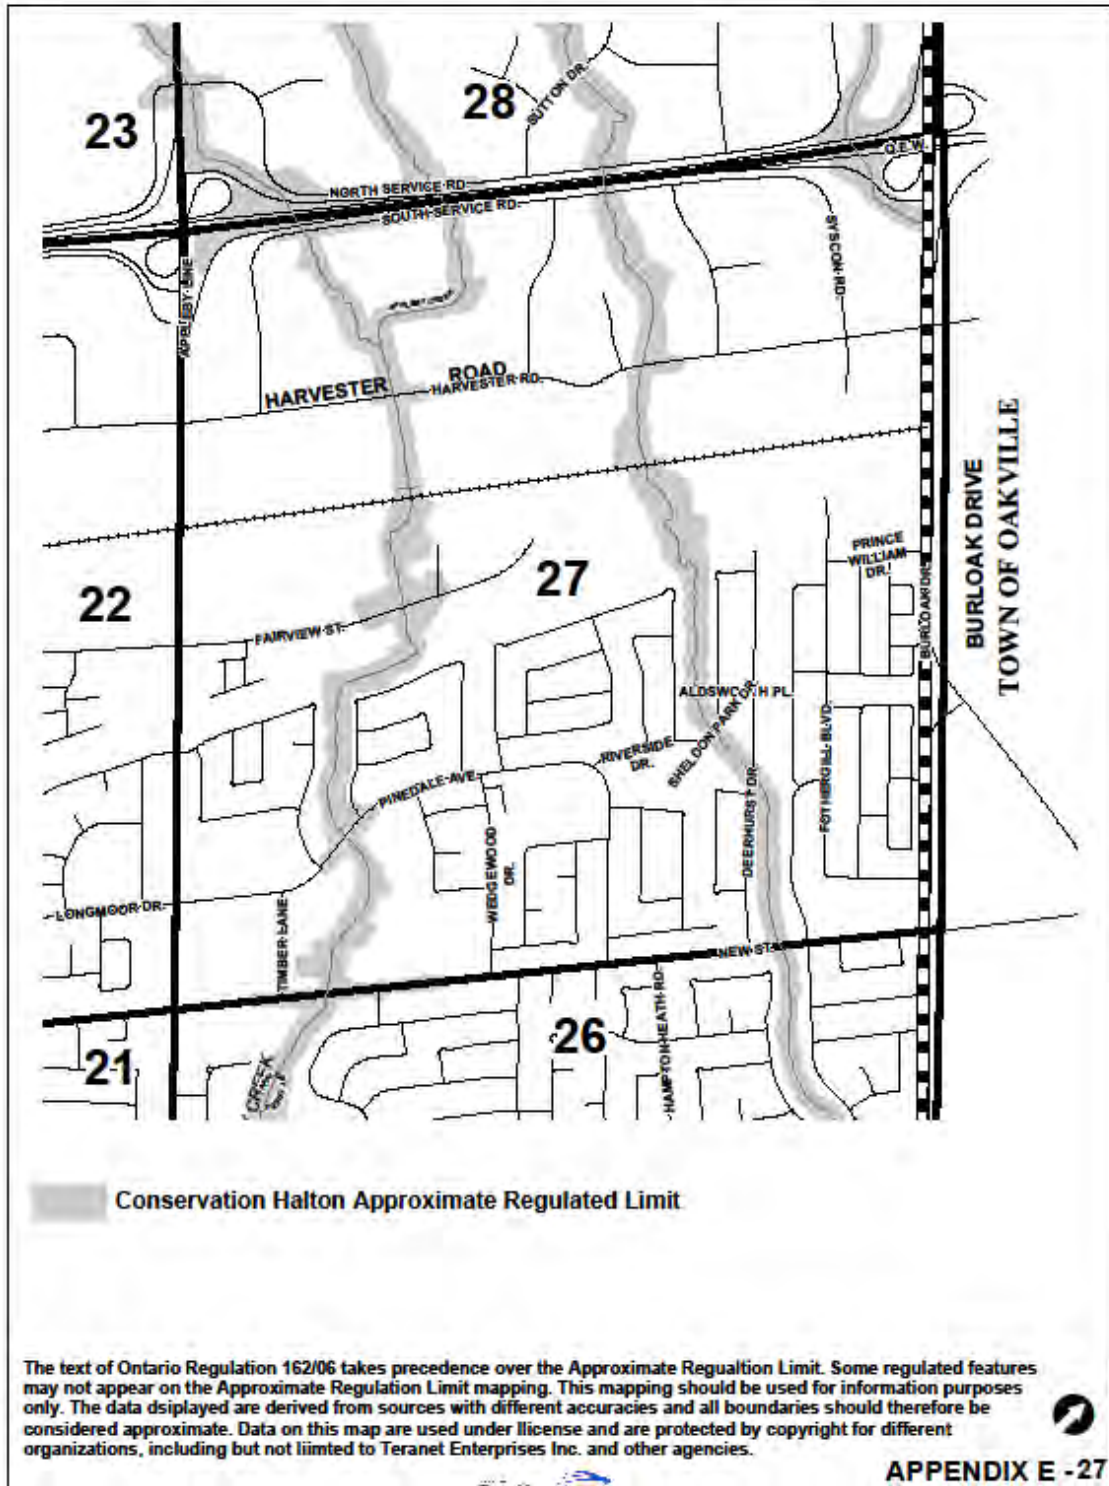 23
28
SUTTON DR.
Q.E.W.
NORTH SERVICE RD
SOUTH SERVICE RD.
SYSCON RD.
APPLEBY LINE
HARVESTER ROAD
HARVESTER RD.
BURLOAK DRIVE
TOWN OF OAKVILLE
PRINCE
WILLIAM
DR.
BURLOAK DR.
22
27
FAIRVIEW ST.
ALDSWORTH PL.
SHELDON PARK DR.
RIVERSIDE
DR.
FOTHERGILL BLVD.
PINEDALE AVE.
DEERHURST DR.
WEDGEWOOD
DR.
LONGMOOR DR.
TIMBER LANE
NEW ST.
21
26
HAMPTON HEATH RD.
CREEK
Conservation Halton Approximate Regulated Limit
The text of Ontario Regulation 162/06 takes precedence over the Approximate Regualtion Limit. Some regulated features
may not appear on the Approximate Regulation Limit mapping. This mapping should be used for information purposes
only. The data dsiplayed are derived from sources with different accuracies and all boundaries should therefore be
considered approximate. Data on this map are used under llicense and are protected by copyright for different
organizations, including but not liimted to Teranet Enterprises Inc. and other agencies.
APPENDIX E - 27